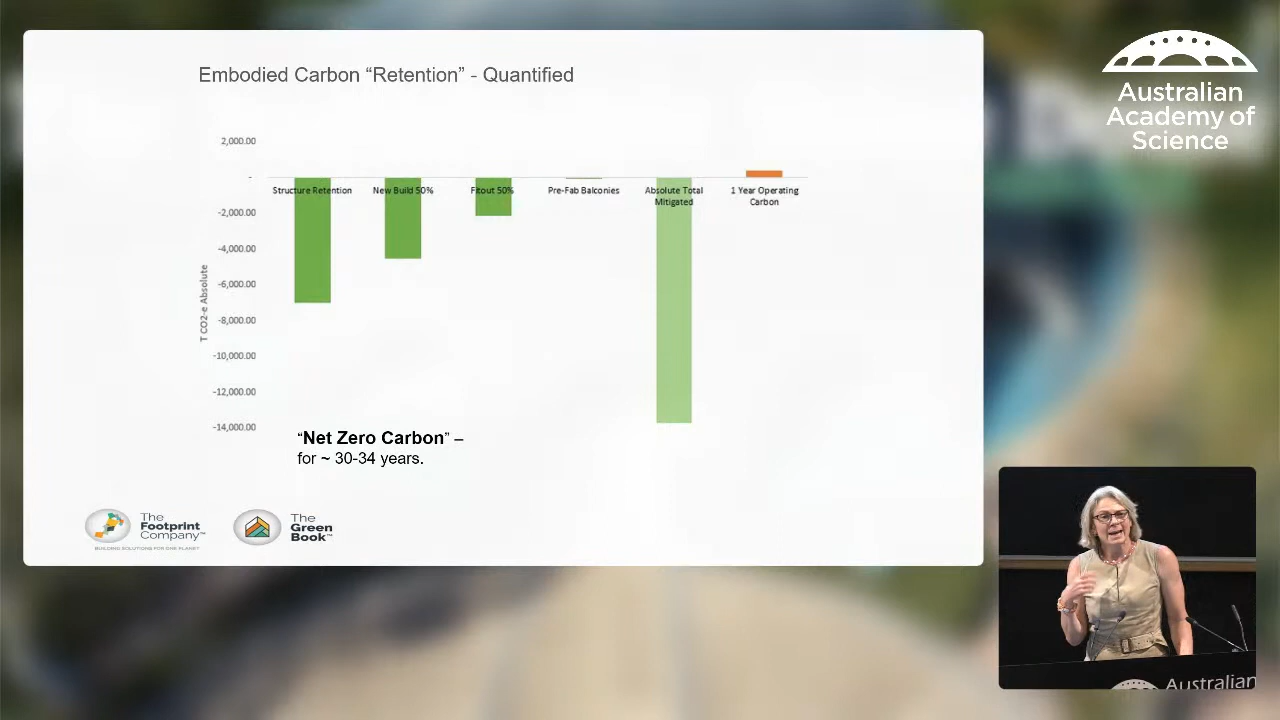 Embodied Carbon “Retention” - Quantified
2,000.00
-
-2,000.00
-4,000.00
-6,000.00
-8,000.00
-10,000.00
-12,000.00
-14,000.00
T CO2-e Absolute
Structure Retention
New Build 50%
Fitout 50%
Pre-Fab Balconies
Absolute Total
Mitigated
1 Year Operating
Carbon
“Net Zero Carbon” –
for ~ 30-34 years.
The
Footprint
Company™
BUILDING SOLUTIONS FOR ONE PLANET
The
Green
Book™
Australian
Academy of
Science
Australian